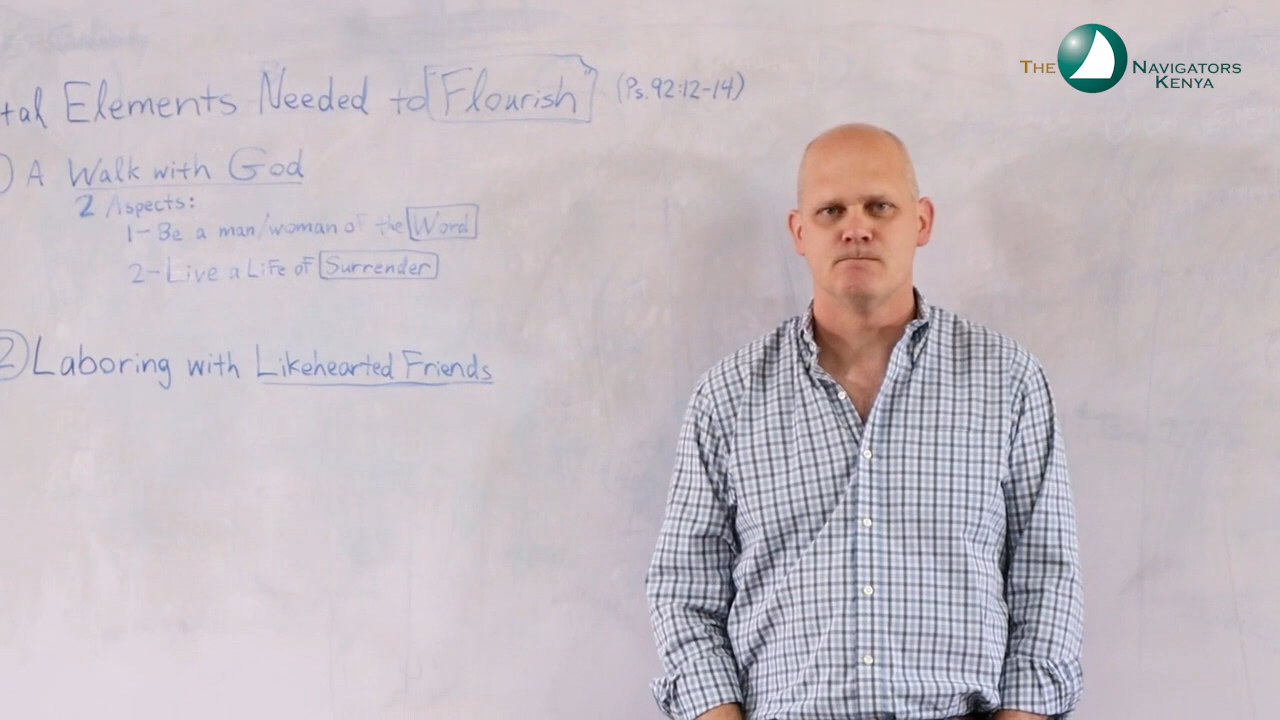 tal Elements Needed to "Flourish" (Ps. 92:12-14)
) A Walk with God
2 Aspects:
1- Be a man/woman of the Word
2- Live a Life of Surrender
2 Laboring with Likehearted Friends
THE NAVIGATORS
KENYA